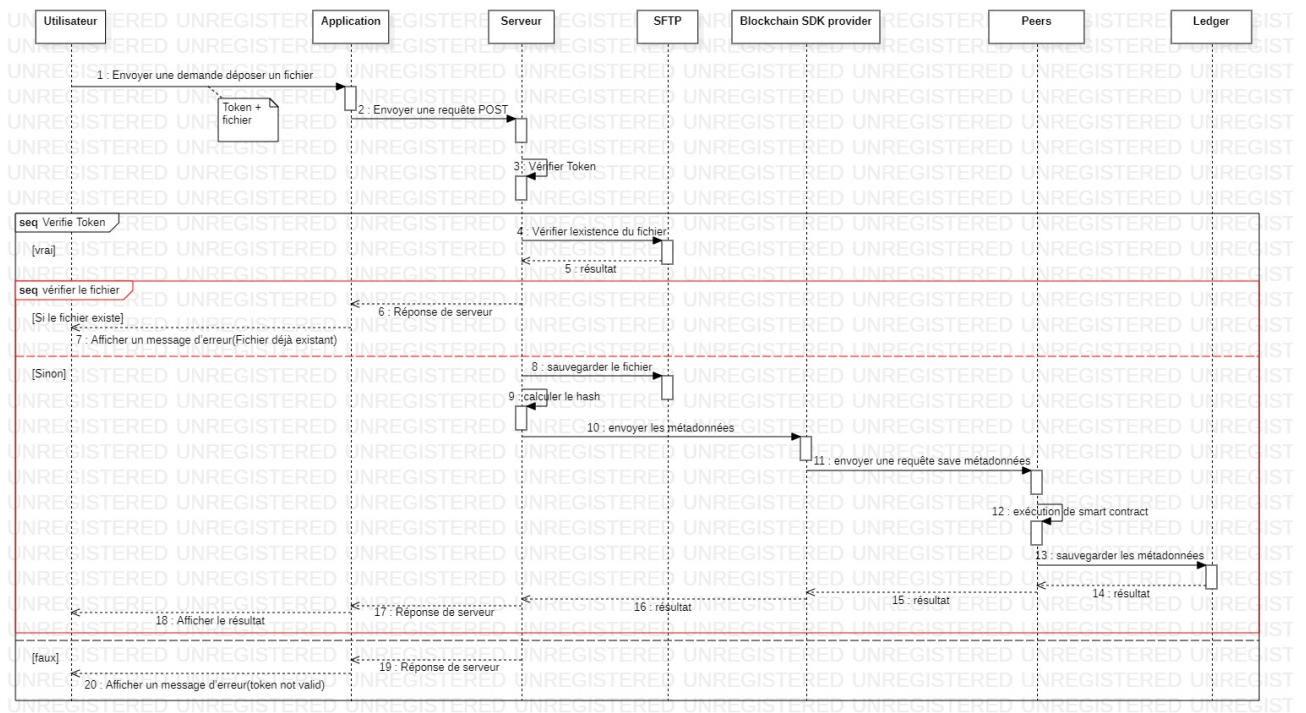 Utilisateur
Application
Serveur
SFTP
Blockchain SDK provider
Peers
Ledger
1 : Envoyer une demande déposer un fichier
Token +
fichier
2 : Envoyer une requête POST
3 : Vérifier Token
seq Verifie Token
[vrai]
4 : Vérifier lexistence du fichier
5 : résultat
seq vérifier le fichier
6 : Réponse de serveur
[Si le fichier existe]
7 : Afficher un message d'erreur(Fichier déjà existant)
[Sinon]
8 : sauvegarder le fichier
9 : calculer le hash
10 : envoyer les métadonnées
11 : envoyer une requête save métadonnées
12 : exécution de smart contract
13 : sauvegarder les métadonnées
14 : résultat
15 : résultat
16 : résultat
17 : Réponse de serveur
18 : Afficher le résultat
[faux]
19 : Réponse de serveur
20 : Afficher un message d'erreur(token not valid)
UNREGISTERED